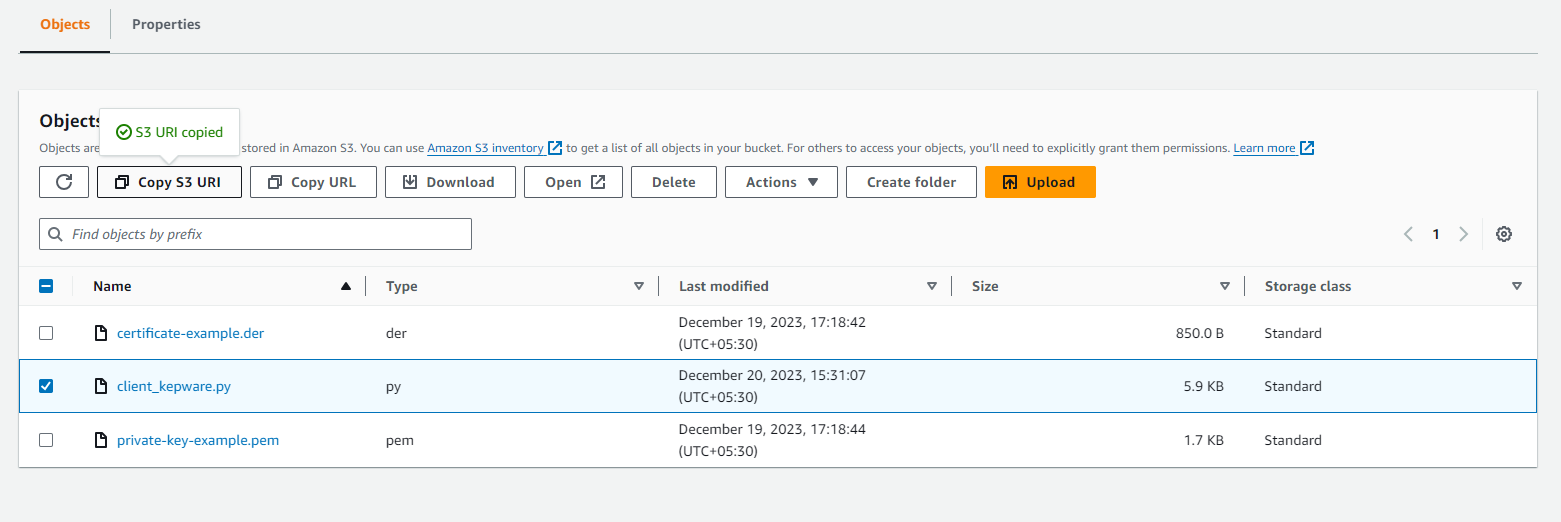 Objects
Properties
Objects
S3 URI copied
Objects are stored in Amazon S3. You can use Amazon S3 inventory to get a list of all objects in your bucket. For others to access your objects, you'll need to explicitly grant them permissions. Learn more
Copy S3 URI
Copy URL
Download
Open
Delete
Actions
Create folder
Upload
Find objects by prefix
1
Name
Type
Last modified
Size
Storage class
certificate-example.der
der
December 19, 2023, 17:18:42
(UTC+05:30)
850.0 B
Standard
client_kepware.py
py
December 20, 2023, 15:31:07
(UTC+05:30)
5.9 KB
Standard
private-key-example.pem
pem
December 19, 2023, 17:18:44
(UTC+05:30)
1.7 KB
Standard